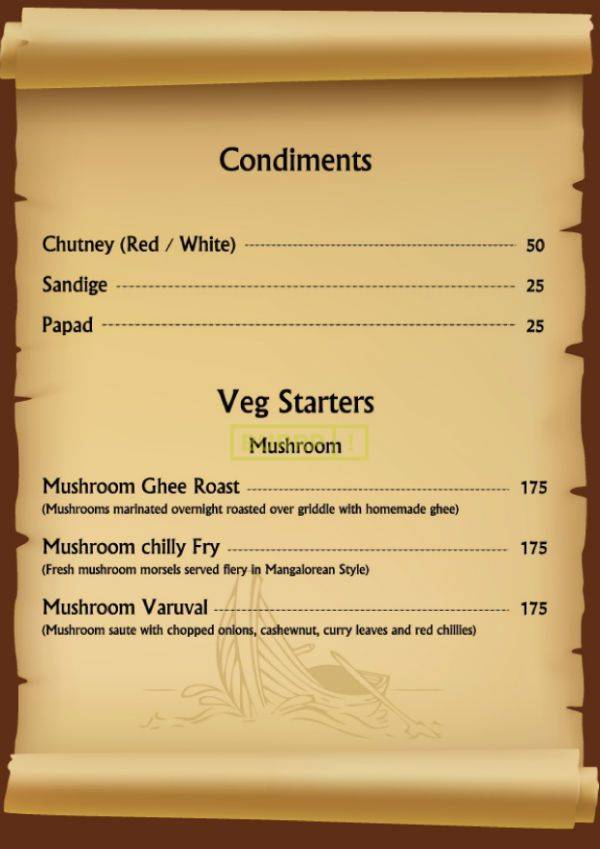 Condiments
Chutney (Red / White) 50
Sandige 25
Papad 25
Veg Starters
Mushroom
Mushroom Ghee Roast 175
(Mushrooms marinated overnight roasted over griddle with homemade ghee)
Mushroom chilly Fry 175
(Fresh mushroom morsels served fiery in Mangalorean Style)
Mushroom Varuval 175
(Mushroom saute with chopped onions, cashewnut, curry leaves and red chillies)